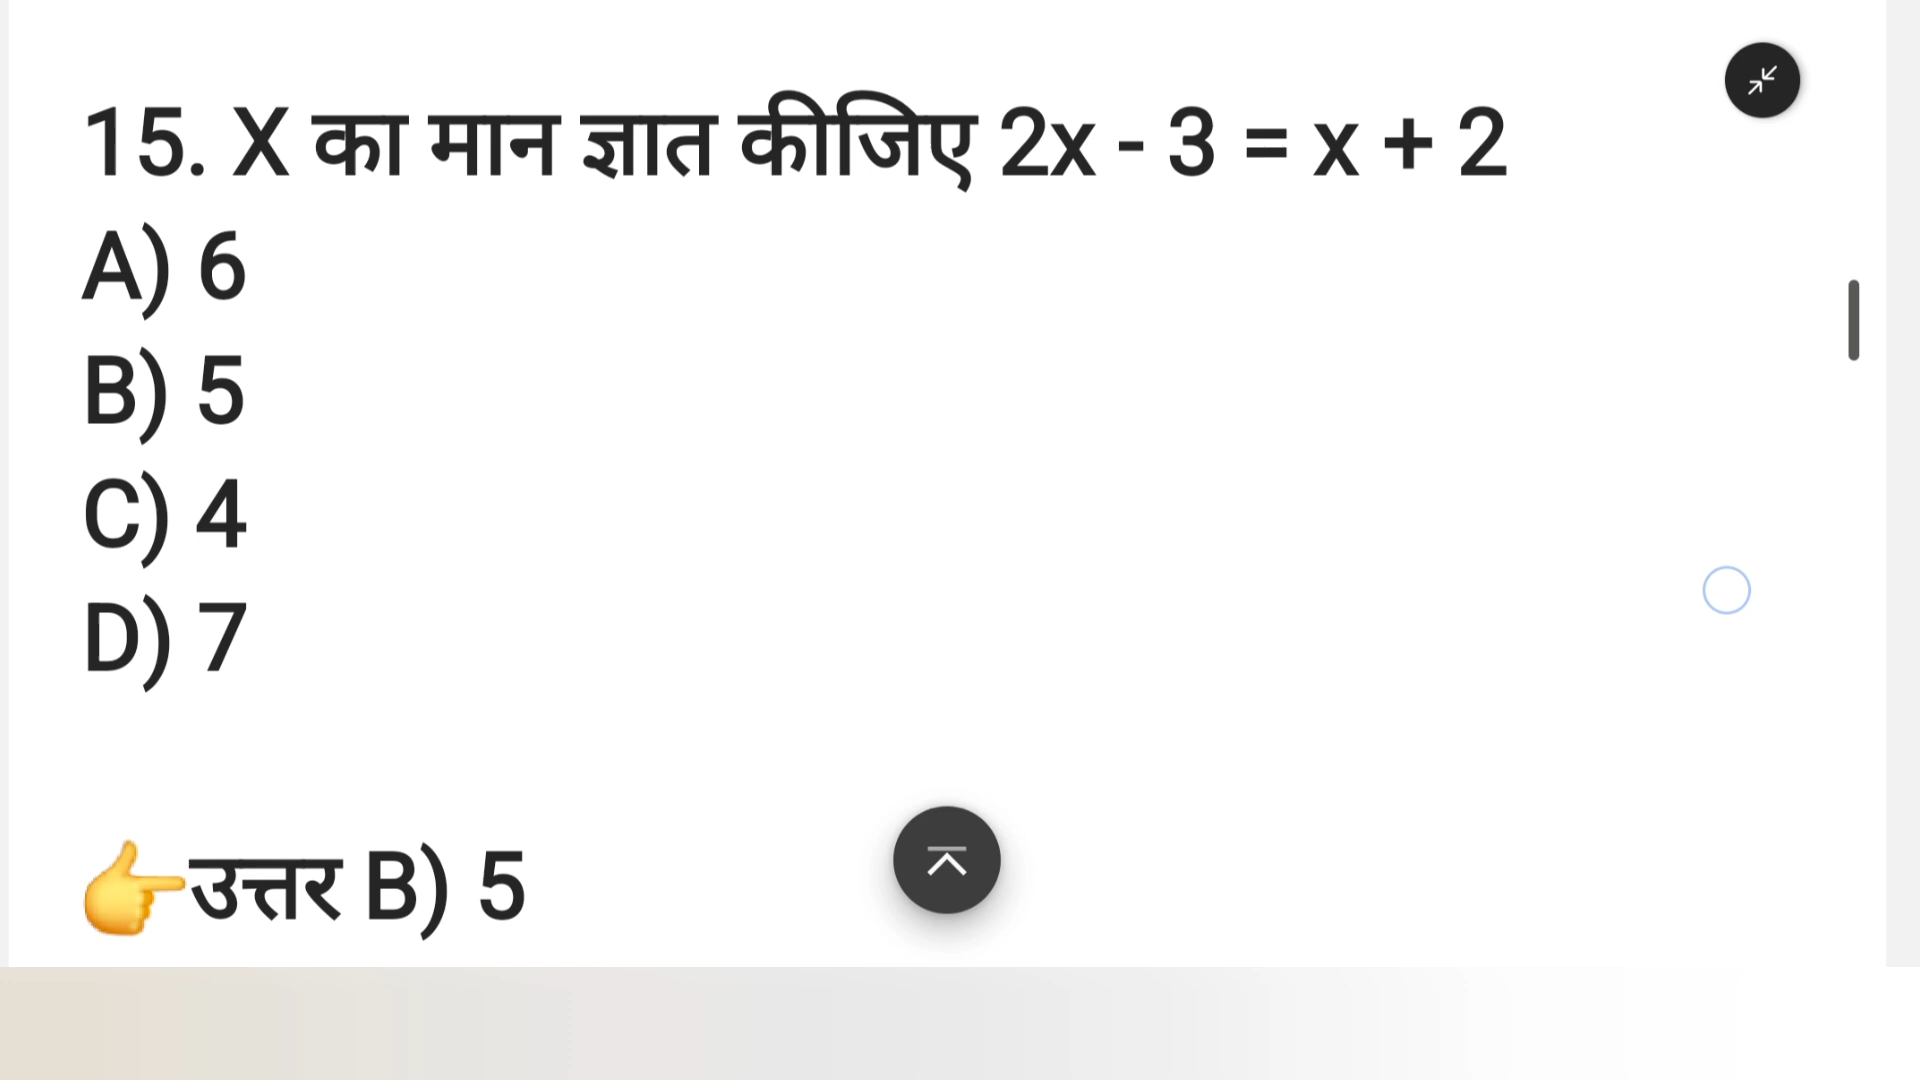 15. X का मान ज्ञात कीजिए 2x - 3 = x + 2
A) 6
B) 5
C) 4
D) 7
👉उत्तर B) 5